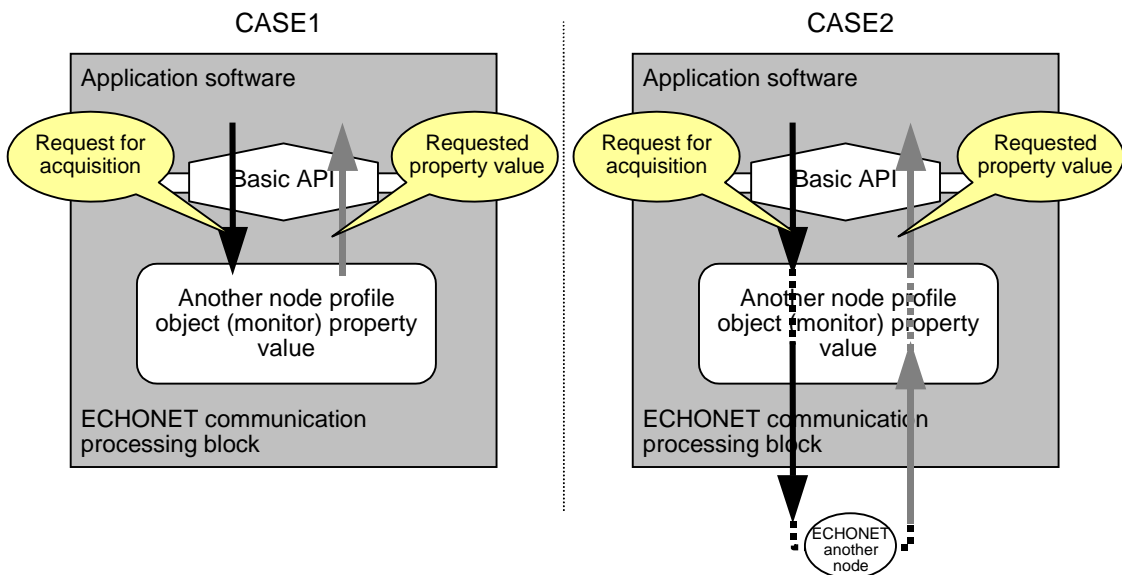 CASE1
Application software
Request for
acquisition
Basic API
Requested
property value
Another node profile
object (monitor) property
value
ECHONET communication
processing block
CASE2
Application software
Request for
acquisition
Basic API
Requested
property value
Another node profile
object (monitor) property
value
ECHONET communication
processing block
ECHONET
another
node